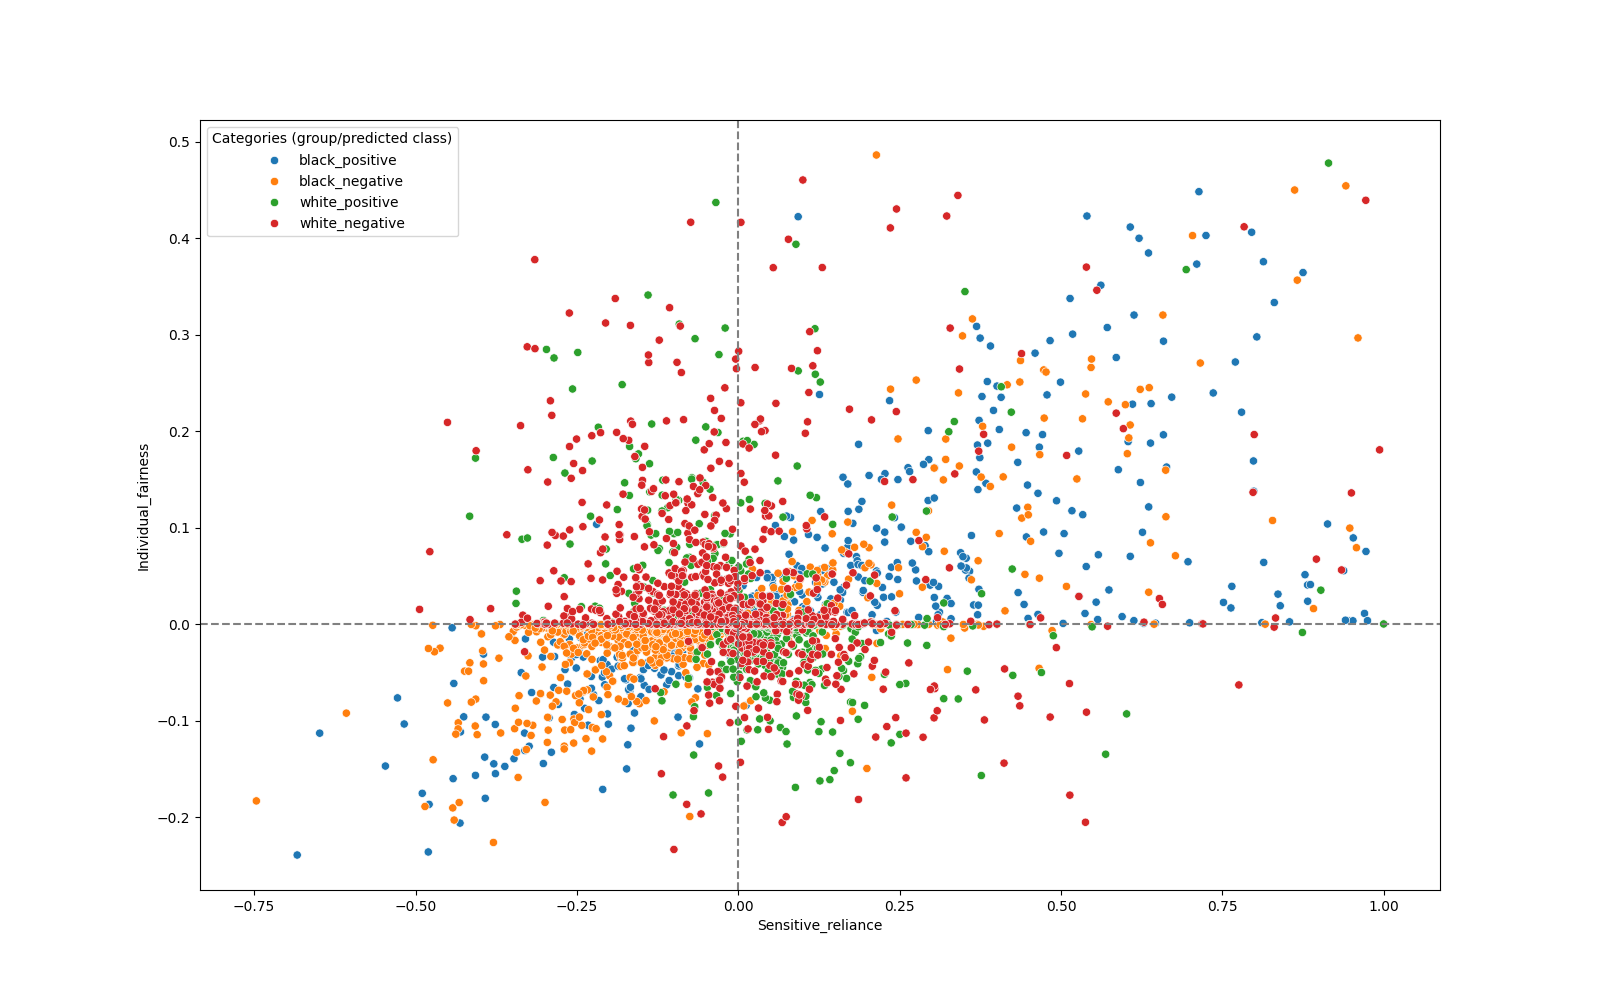 Categories (group/predicted class)
black_positive
black_negative
white_positive
white_negative
0.5
0.4
0.3
0.2
0.1
0.0
−0.1
−0.2
Individual_fairness
−0.75
−0.50
−0.25
0.00
0.25
0.50
0.75
1.00
Sensitive_reliance